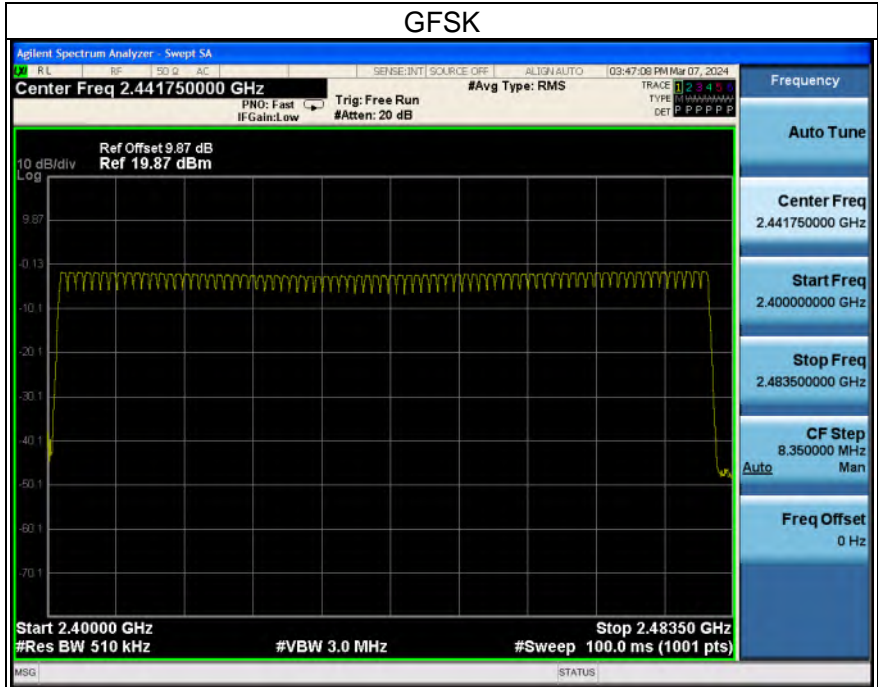 GFSK
Agilent Spectrum Analyzer - Swept SA
RL RF 50 Ω AC SENSE:INT SOURCE OFF ALIGN AUTO 03:47:08 PM Mar 07, 2024
Center Freq 2.441750000 GHz #Avg Type: RMS TRACE 1 2 3 4 5 6
PNO: Fast Trig: Free Run TYPE
IFGain:Low #Atten: 20 dB DET P P P P P P
Ref Offset 9.87 dB
10 dB/div Ref 19.87 dBm
Log
9.87
-0.13
-10.1
-20.1
-30.1
-40.1
-50.1
-60.1
-70.1
Start 2.40000 GHz Stop 2.48350 GHz
#Res BW 510 kHz #VBW 3.0 MHz #Sweep 100.0 ms (1001 pts)
MSG STATUS
Frequency
Auto Tune
Center Freq
2.441750000 GHz
Start Freq
2.400000000 GHz
Stop Freq
2.483500000 GHz
CF Step
8.350000 MHz
Auto Man
Freq Offset
0 Hz